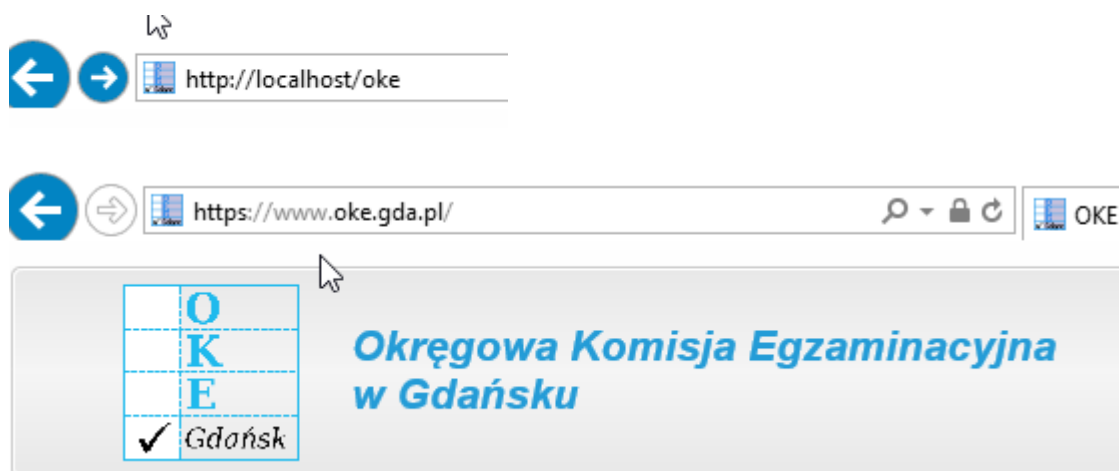 http://localhost/oke
https://www.oke.gda.pl/
OKE
O
K
E
Gdańsk
Okręgowa Komisja Egzaminacyjna
w Gdańsku